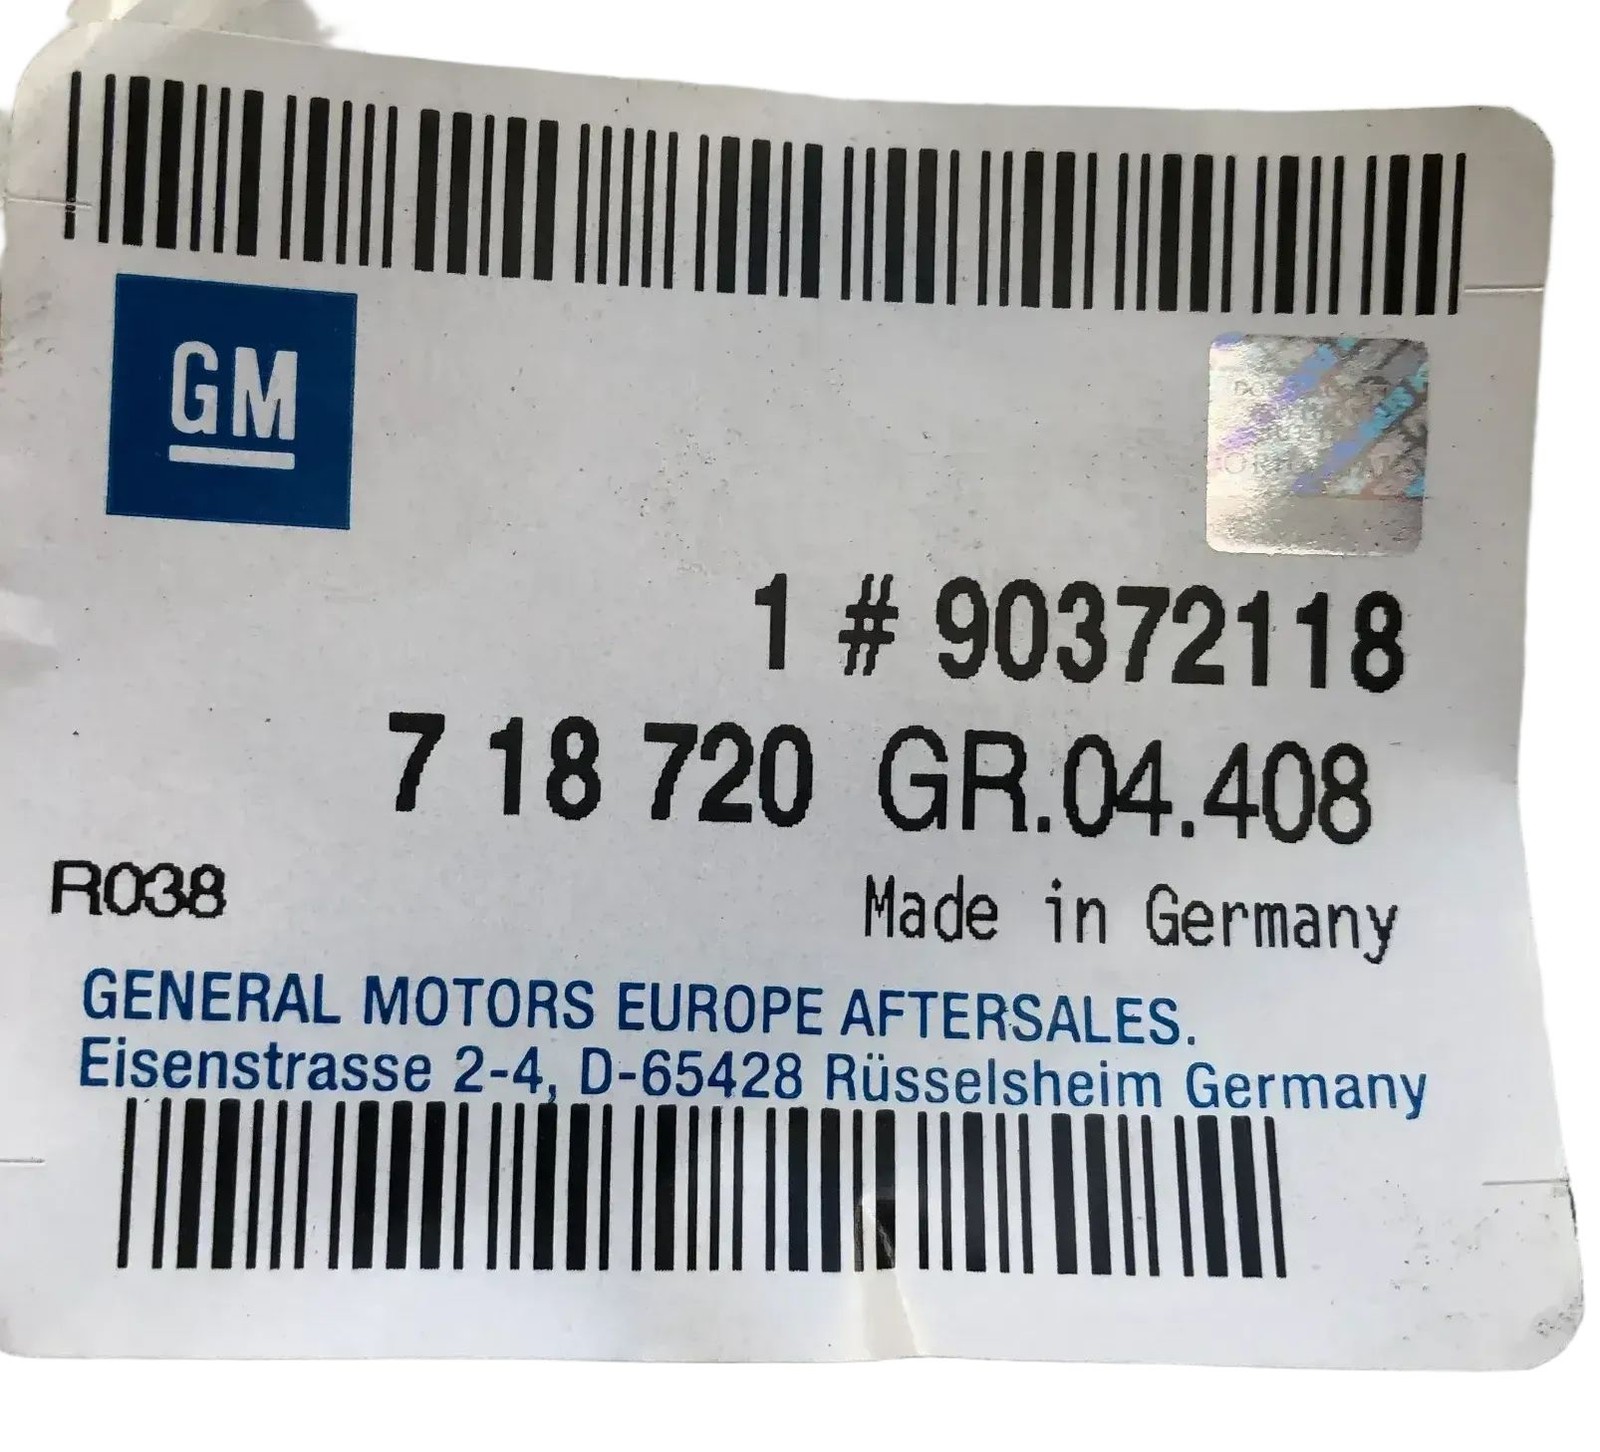 GM
1 # 90372118
7 18 720 GR.04.408
R038
Made in Germany
GENERAL MOTORS EUROPE AFTERSALES.
Eisenstrasse 2-4, D-65428 Rüsselsheim Germany